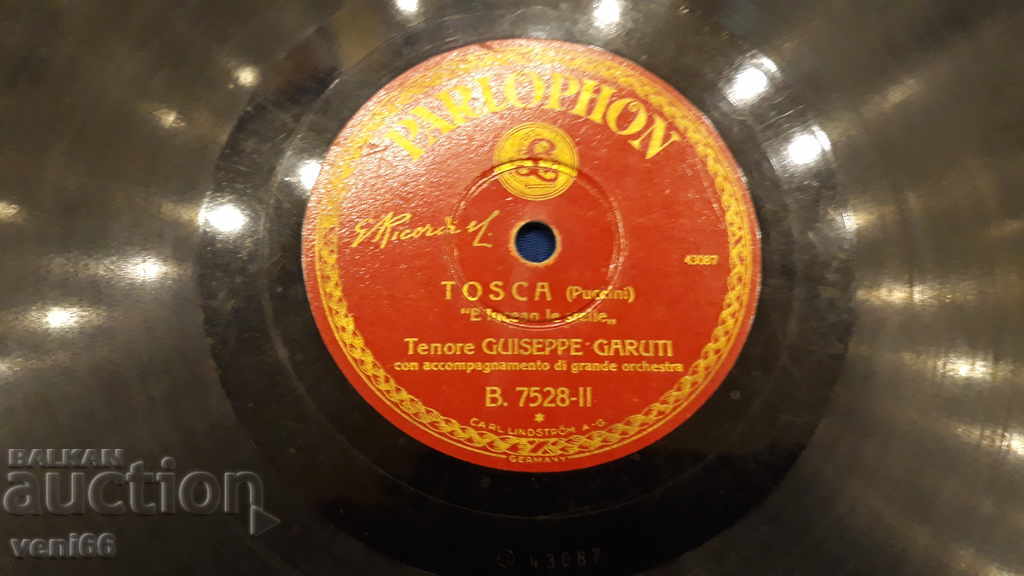 PARLOPHON
£
G Ricordi
43087
TOSCA (Puccini)
"E lucean le stelle„
Tenore GUISEPPE GARUTI
con accompagnamento di grande orchestra
B. 7528-II
*
CARL LINDSTRÖM A-G
GERMANY
43087
BALKAN
auction
veni66